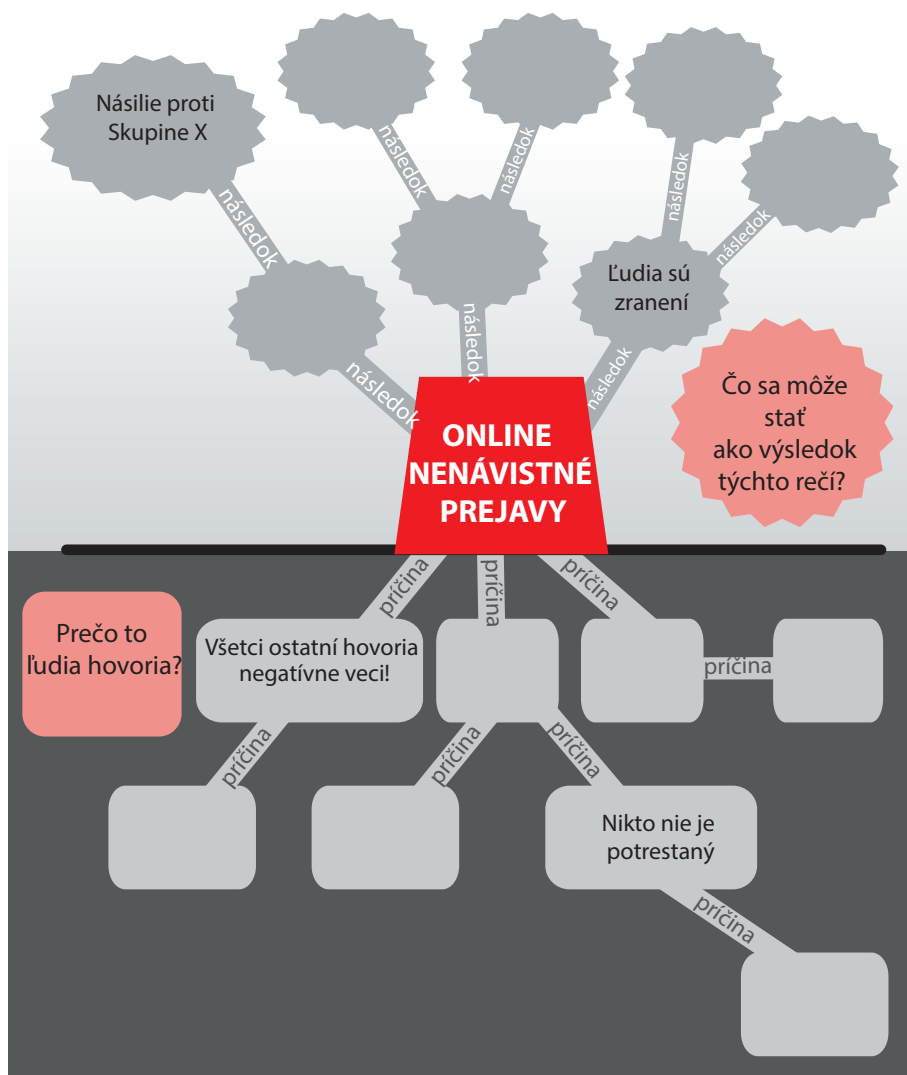 Násilie proti
Skupine X
následok
následok
následok
následok
následok
Ľudia sú
zranení
následok
následok
následok
Čo sa môže
stať
ako výsledok
týchto rečí?
ONLINE
NENÁVISTNÉ
PREJAVY
príčina
príčina
príčina
Prečo to
ľudia hovoria?
Všetci ostatní hovoria
negatívne veci!
príčina
príčina
príčina
príčina
Nikto nie je
potrestaný
príčina